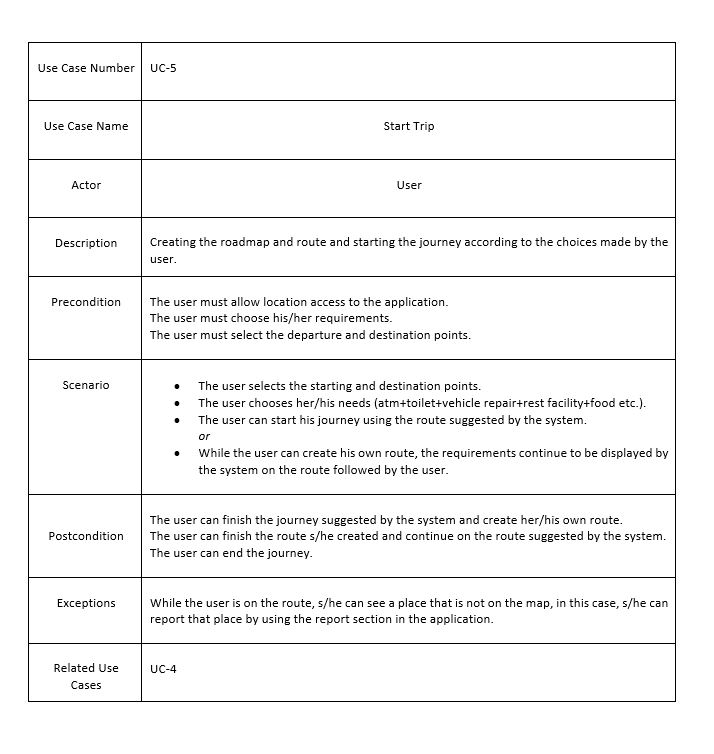 Use Case Number
UC-5
Use Case Name
Start Trip
Actor
User
Description
Creating the roadmap and route and starting the journey according to the choices made by the
user.
Precondition
The user must allow location access to the application.
The user must choose his/her requirements.
The user must select the departure and destination points.
Scenario
• The user selects the starting and destination points.
• The user chooses her/his needs (atm+toilet+vehicle repair+rest facility+food etc.).
• The user can start his journey using the route suggested by the system.
or
• While the user can create his own route, the requirements continue to be displayed by
the system on the route followed by the user.
Postcondition
The user can finish the journey suggested by the system and create her/his own route.
The user can finish the route s/he created and continue on the route suggested by the system.
The user can end the journey.
Exceptions
While the user is on the route, s/he can see a place that is not on the map, in this case, s/he can
report that place by using the report section in the application.
Related Use
Cases
UC-4